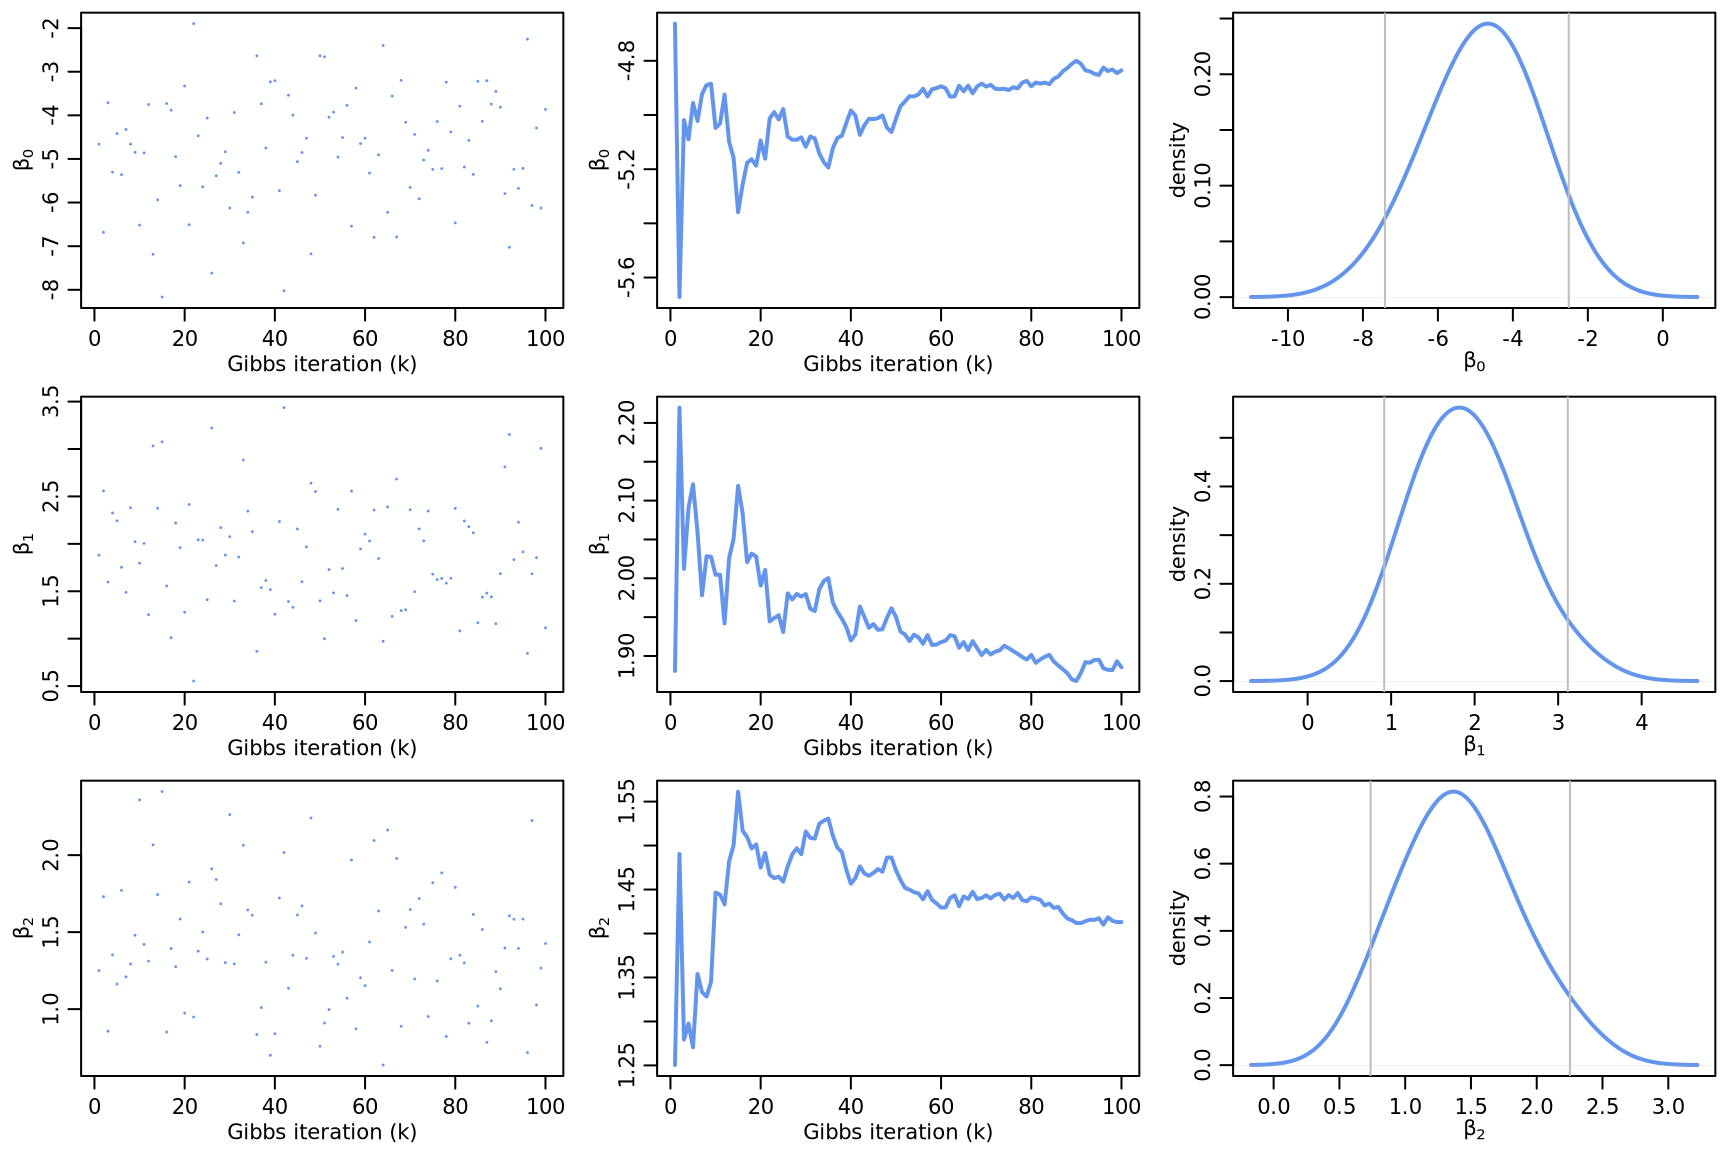 -2
-3
-4
-5
-6
-7
-8
β0
0 20 40 60 80 100
Gibbs iteration (k)
-4.8
-5.2
-5.6
β0
0 20 40 60 80 100
Gibbs iteration (k)
0.20
0.10
0.00
density
-10 -8 -6 -4 -2 0
β0
3.5
2.5
1.5
0.5
β1
0 20 40 60 80 100
Gibbs iteration (k)
2.20
2.10
2.00
1.90
β1
0 20 40 60 80 100
Gibbs iteration (k)
0.4
0.2
0.0
density
0 1 2 3 4
β1
2.0
1.5
1.0
β2
0 20 40 60 80 100
Gibbs iteration (k)
1.55
1.45
1.35
1.25
β2
0 20 40 60 80 100
Gibbs iteration (k)
0.8
0.6
0.4
0.2
0.0
density
0.0 0.5 1.0 1.5 2.0 2.5 3.0
β2